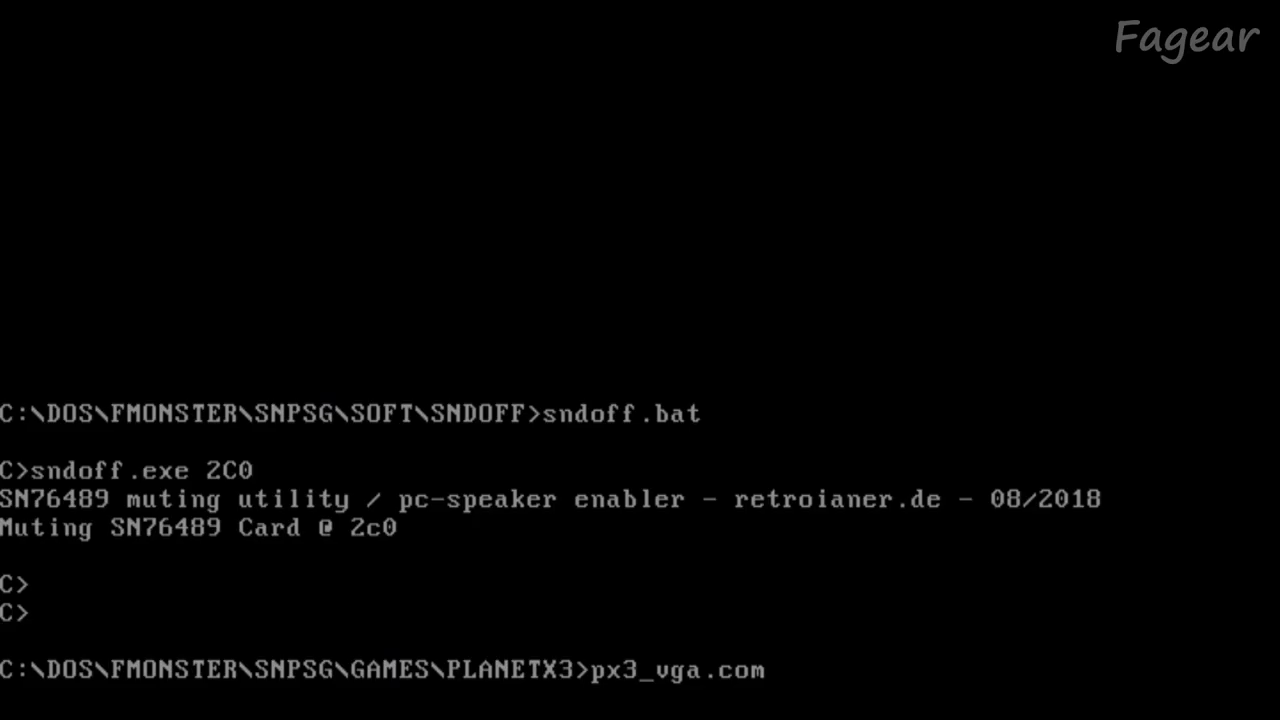 Fagear
C:\DOS\FMONSTER\SNPSG\SOFT\SNDOFF>sndoff.bat
C>sndoff.exe 2C0
SN76489 muting utility / pc-speaker enabler - retroianer.de - 08/2018
Muting SN76489 Card @ 2c0
C>
C>
C:\DOS\FMONSTER\SNPSG\GAMES\PLANETX3>px3_vga.com